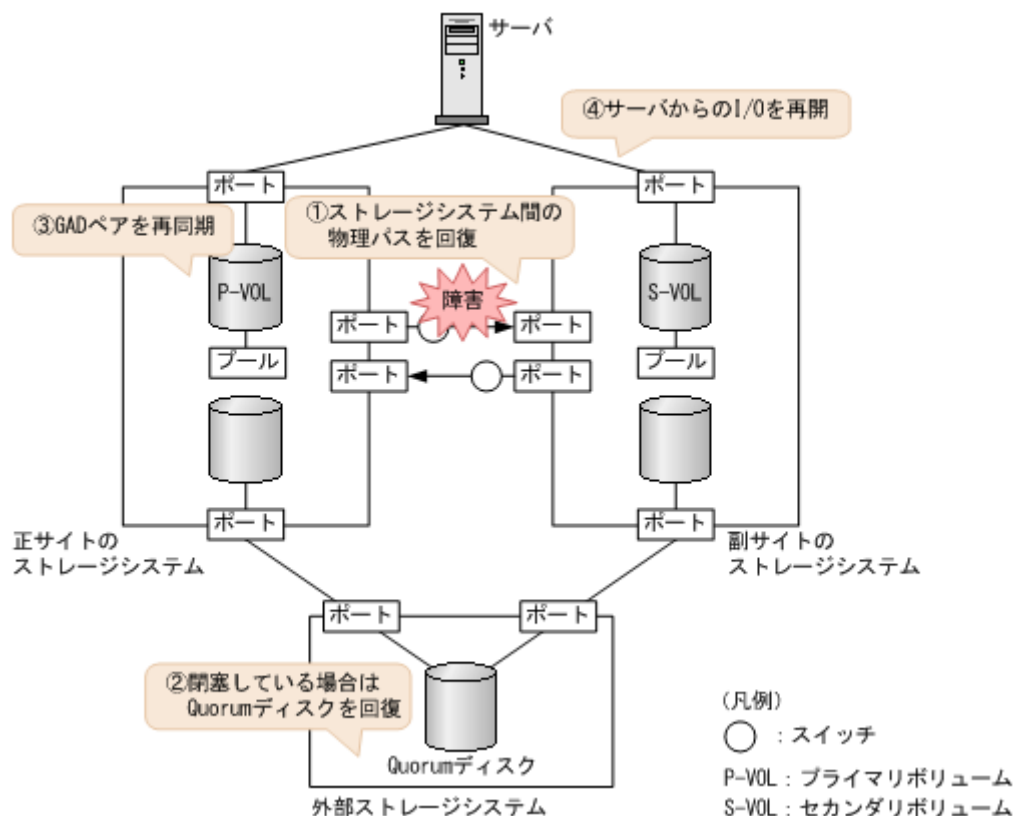 サーバ
④サーバからのI/Oを再開
ポート
ポート
③GADペアを再同期
①ストレージシステム間の
物理パスを回復
P-VOL
障害
S-VOL
ポート
ポート
プール
ポート
ポート
プール
ポート
ポート
正サイトの
ストレージシステム
副サイトの
ストレージシステム
ポート
ポート
②閉塞している場合は
Quorumディスクを回復
Quorumディスク
外部ストレージシステム
(凡例)
：スイッチ
P-VOL：プライマリボリューム
S-VOL：セカンダリボリューム